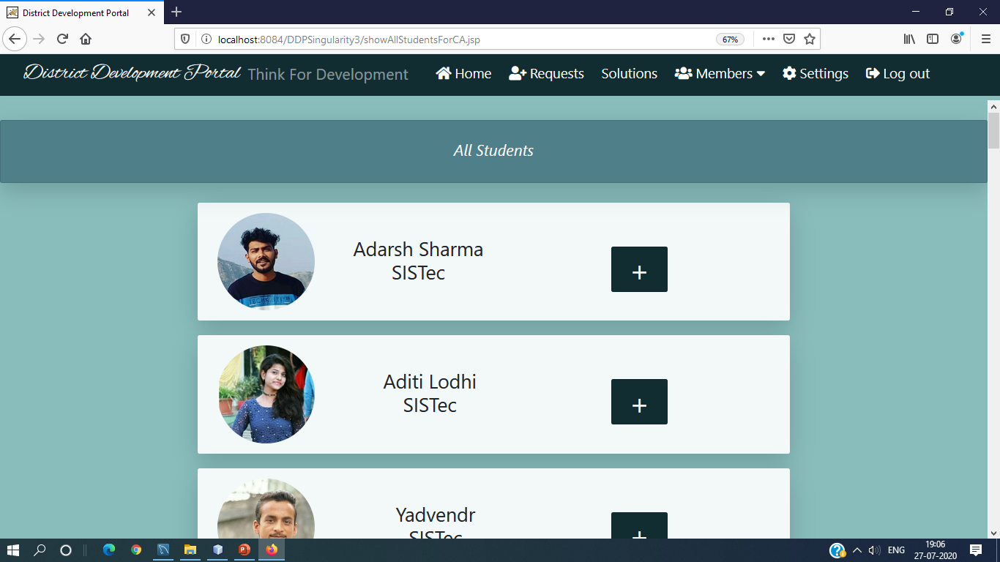 District Development Portal
localhost:8084/DDPSingularity3/showAllStudentsForCA.jsp
67%
District Development Portal Think For Development Home Requests Solutions Members Settings Log out
All Students
Adarsh Sharma
SISTec
+
TECHKRITIYM
Aditi Lodhi
SISTec
+
Yadvendr
SISTec
+
ENG
19:06
27-07-2020